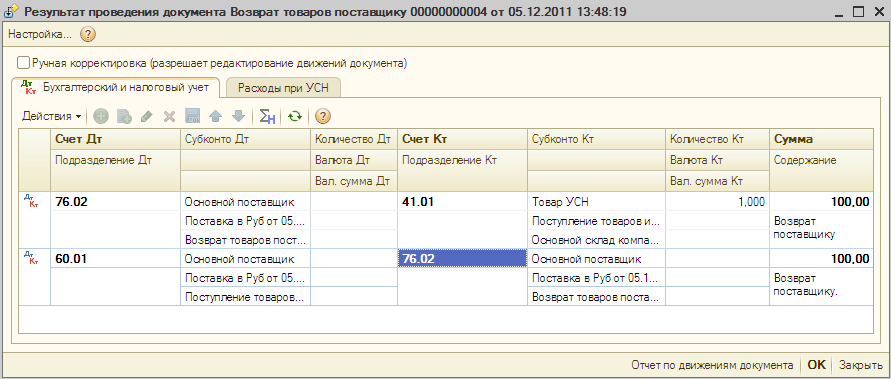 Результат проведения документа Возврат товаров поставщику 00000000004 от 05.12.2011 13:48:19
Настройка...
Ручная корректировка (разрешает редактирование движений документа)
Дт Кт Бухгалтерский и налоговый учет Расходы при УСН
Действия
Счет Дт Субконто Дт Количество Дт Счет Кт Субконто Кт Количество Кт Сумма
Подразделение Дт Валюта Дт Подразделение Кт Валюта Кт Содержание
Вал. сумма Дт Вал. сумма Кт
Дт Кт 76.02 Основной поставщик 41.01 Товар УСН 1,000 100,00
Поставка в Руб от 05.... Поступление товаров и... Возврат
Возврат товаров пост... Основной склад компа... поставщику
Дт Кт 60.01 Основной поставщик 76.02 Основной поставщик 100,00
Поставка в Руб от 05.... Поставка в Руб от 05.1... Возврат
Поступление товаров... Возврат товаров поста... поставщику.
Отчет по движениям документа OK Закрыть